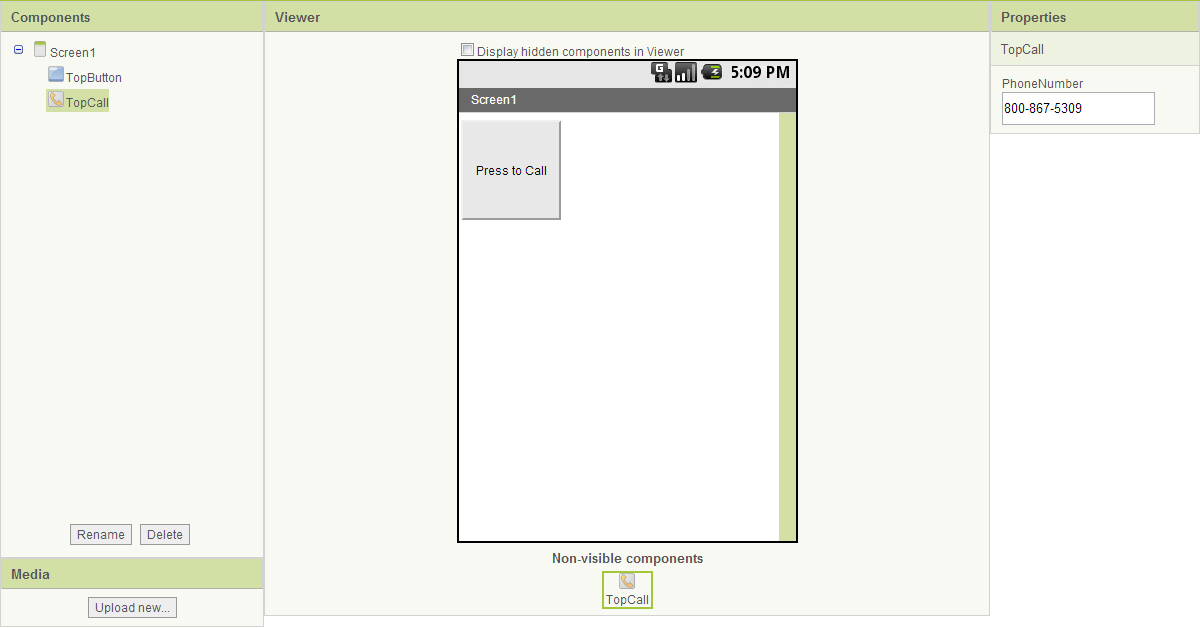 Components
Screen1
TopButton
TopCall
Rename
Delete
Media
Upload new...
Viewer
Display hidden components in Viewer
G
5:09 PM
Screen1
Press to Call
Non-visible components
TopCall
Properties
TopCall
PhoneNumber
800-867-5309